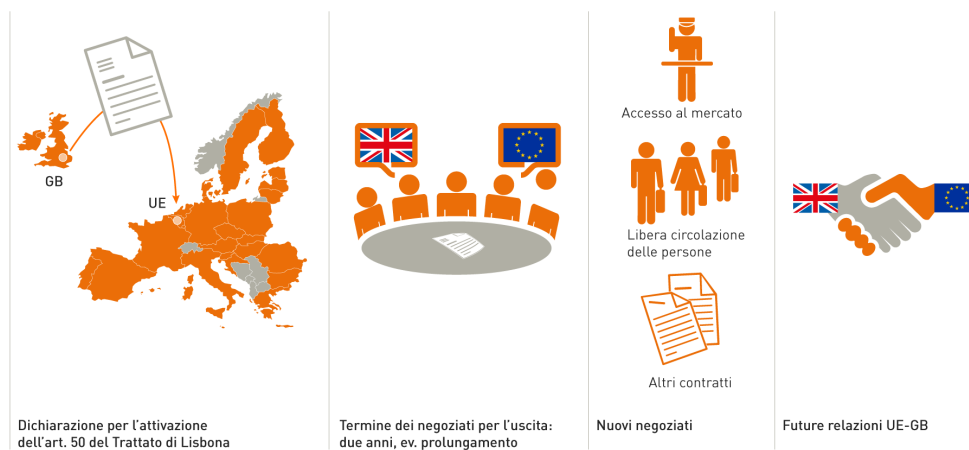 GB
UE
Dichiarazione per l’attivazione
dell’art. 50 del Trattato di Lisbona
Termine dei negoziati per l’uscita:
due anni, ev. prolungamento
Accesso al mercato
Libera circolazione
delle persone
Altri contratti
Nuovi negoziati
Future relazioni UE-GB